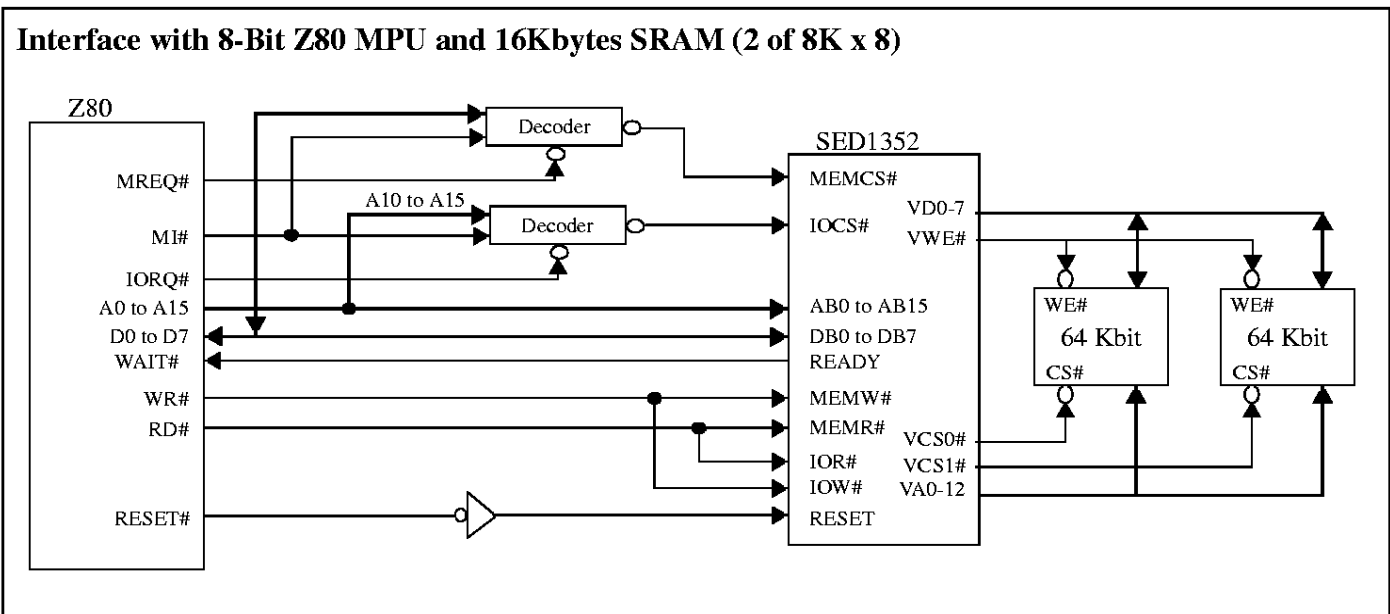 Interface with 8-Bit Z80 MPU and 16Kbytes SRAM (2 of 8K x 8)
Z80
MREQ#
MI#
IORQ#
A0 to A15
D0 to D7
WAIT#
WR#
RD#
RESET#
Decoder
A10 to A15
Decoder
SED1352
MEMCS#
IOCS#
AB0 to AB15
DB0 to DB7
READY
MEMW#
MEMR#
IOR#
IOW#
RESET
VD0-7
VWE#
VCS0#
VCS1#
VA0-12
WE#
64 Kbit
CS#
WE#
64 Kbit
CS#